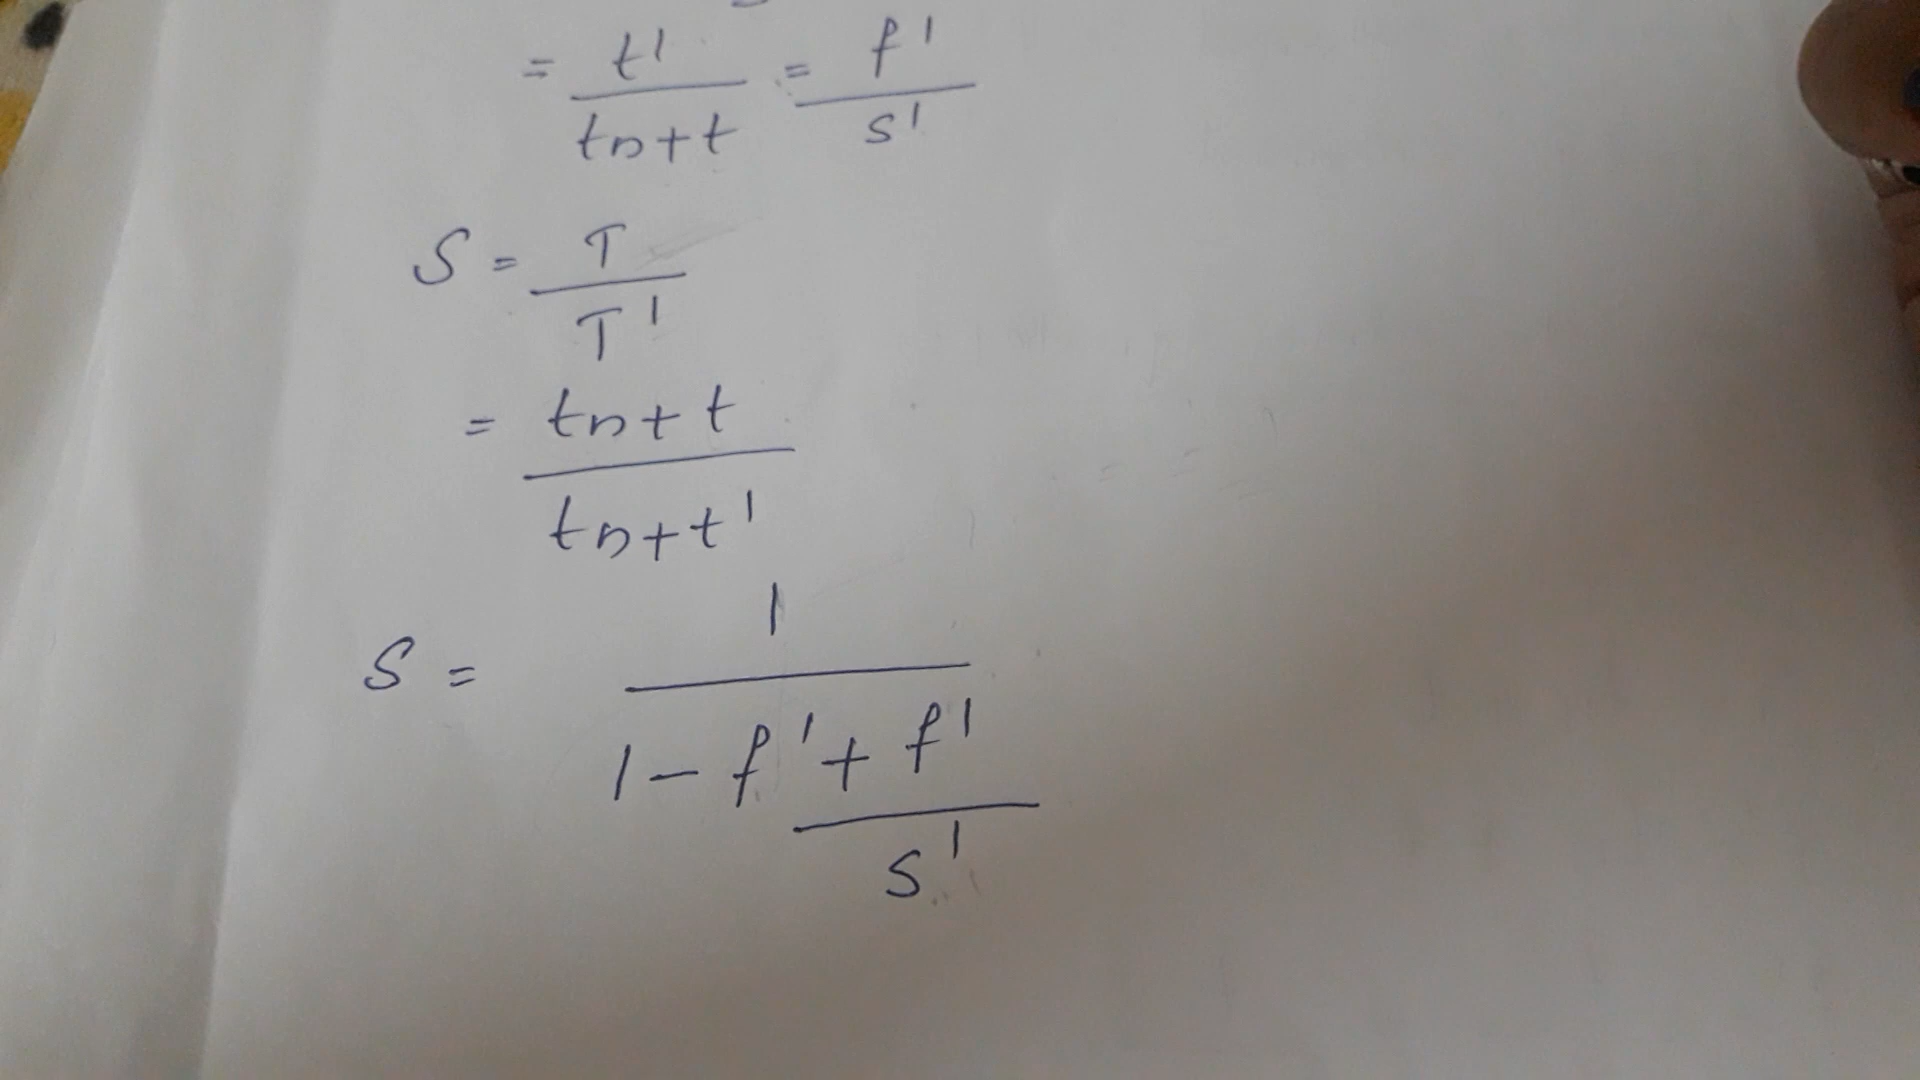 = t' / tn+t = f' / s'
S = T / T'
= tn+t / tn+t'
S = 1 / 1-f'+ f' / s'